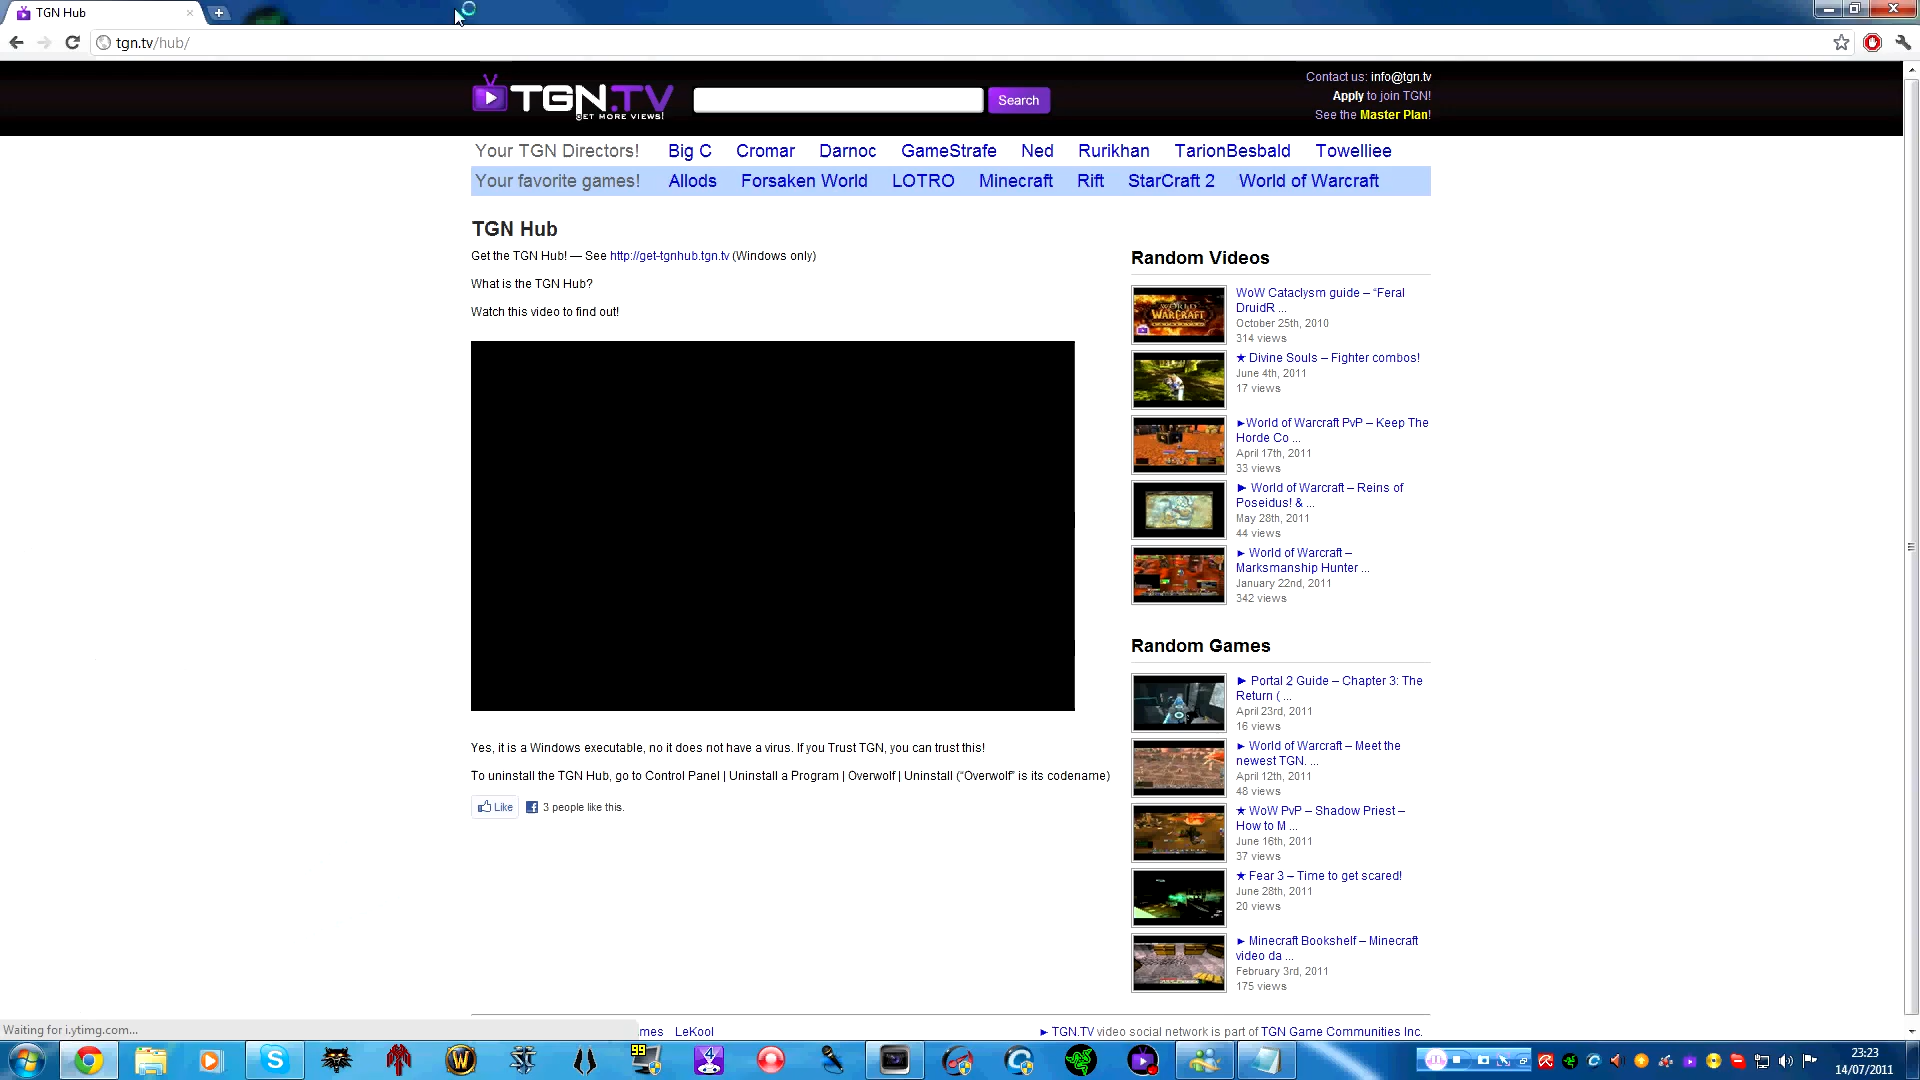 TGN Hub
tgn.tv/hub/
TGN.TV
GET MORE VIEWS!
Search
Contact us: info@tgn.tv
Apply to join TGN!
See the Master Plan!
Your TGN Directors! Big C Cromar Darnoc GameStrafe Ned Rurikhan TarionBesbald Towelliee
Your favorite games! Allods Forsaken World LOTRO Minecraft Rift StarCraft 2 World of Warcraft
TGN Hub
Get the TGN Hub! — See http://get-tgnhub.tgn.tv (Windows only)
What is the TGN Hub?
Watch this video to find out!
Yes, it is a Windows executable, no it does not have a virus. If you Trust TGN, you can trust this!
To uninstall the TGN Hub, go to Control Panel | Uninstall a Program | Overwolf | Uninstall (“Overwolf” is its codename)
Like 3 people like this.
Random Videos
WoW Cataclysm guide – “Feral
DruidR ...
October 25th, 2010
314 views
★ Divine Souls – Fighter combos!
June 4th, 2011
17 views
►World of Warcraft PvP – Keep The
Horde Co ...
April 17th, 2011
33 views
► World of Warcraft – Reins of
Poseidus! & ...
May 28th, 2011
44 views
► World of Warcraft –
Marksmanship Hunter ...
January 22nd, 2011
342 views
Random Games
► Portal 2 Guide – Chapter 3: The
Return ( ...
April 23rd, 2011
16 views
► World of Warcraft – Meet the
newest TGN. ...
April 12th, 2011
48 views
★ WoW PvP – Shadow Priest –
How to M ...
June 16th, 2011
37 views
★ Fear 3 – Time to get scared!
June 28th, 2011
20 views
► Minecraft Bookshelf – Minecraft
video da ...
February 3rd, 2011
175 views
Waiting for i.ytimg.com...
mes LeKool
► TGN.TV video social network is part of TGN Game Communities Inc.
99
4
23:23
14/07/2011